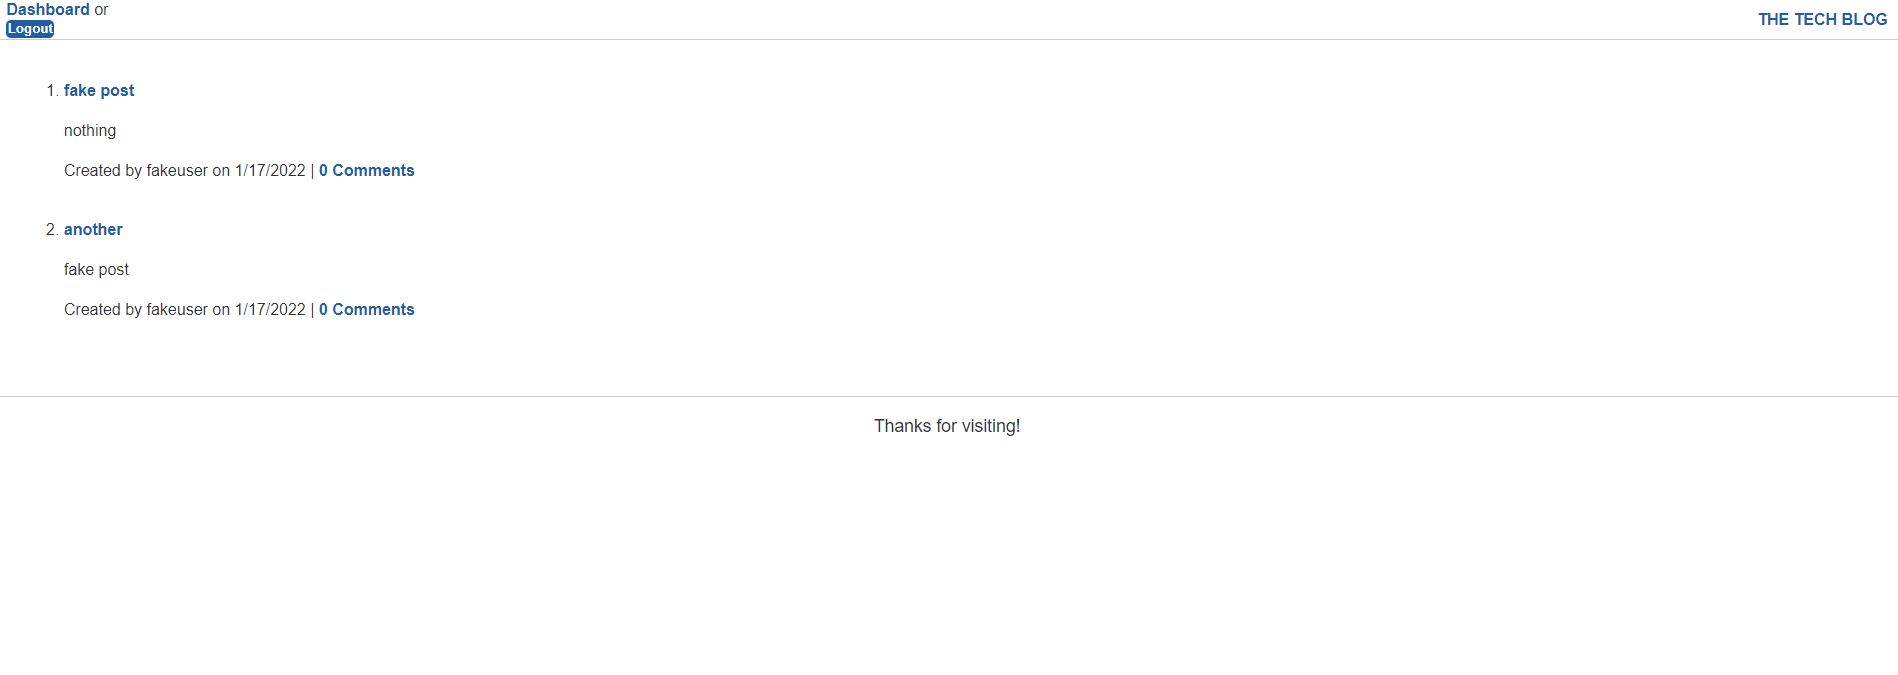 Dashboard or
Logout
THE TECH BLOG
1. fake post
nothing
Created by fakeuser on 1/17/2022 | 0 Comments
2. another
fake post
Created by fakeuser on 1/17/2022 | 0 Comments
Thanks for visiting!